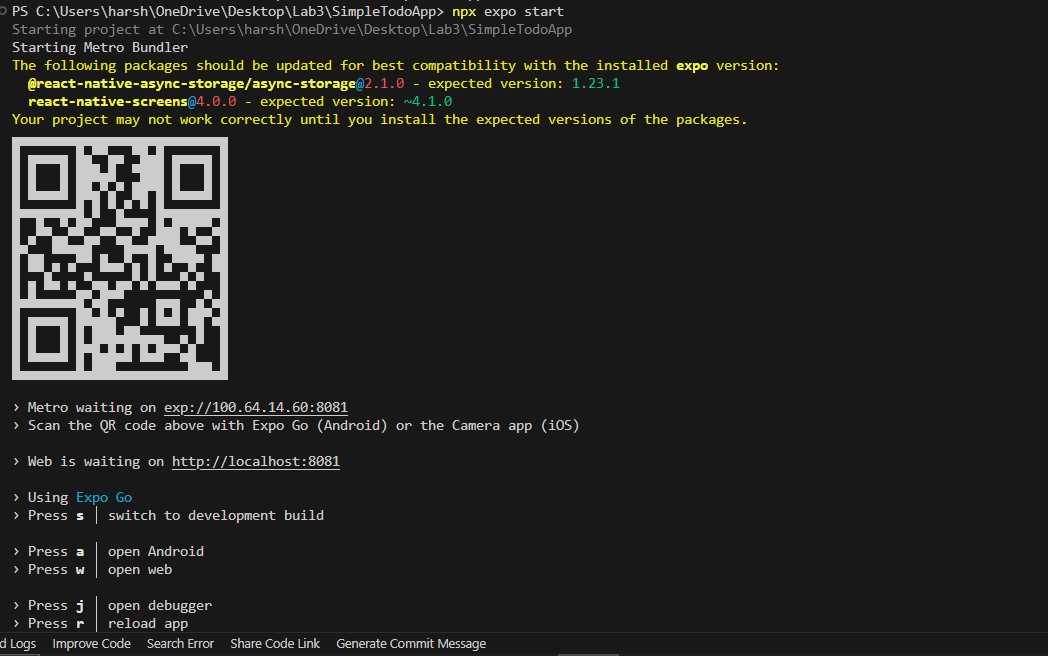 PS C:\Users\harsh\OneDrive\Desktop\Lab3\SimpleTodoApp> npx expo start
Starting project at C:\Users\harsh\OneDrive\Desktop\Lab3\SimpleTodoApp
Starting Metro Bundler
The following packages should be updated for best compatibility with the installed expo version:
@react-native-async-storage/async-storage@2.1.0 - expected version: 1.23.1
react-native-screens@4.0.0 - expected version: ~4.1.0
Your project may not work correctly until you install the expected versions of the packages.
› Metro waiting on exp://100.64.14.60:8081
› Scan the QR code above with Expo Go (Android) or the Camera app (iOS)
› Web is waiting on http://localhost:8081
› Using Expo Go
› Press s │ switch to development build
› Press a │ open Android
› Press w │ open web
› Press j │ open debugger
› Press r │ reload app
d Logs Improve Code Search Error Share Code Link Generate Commit Message